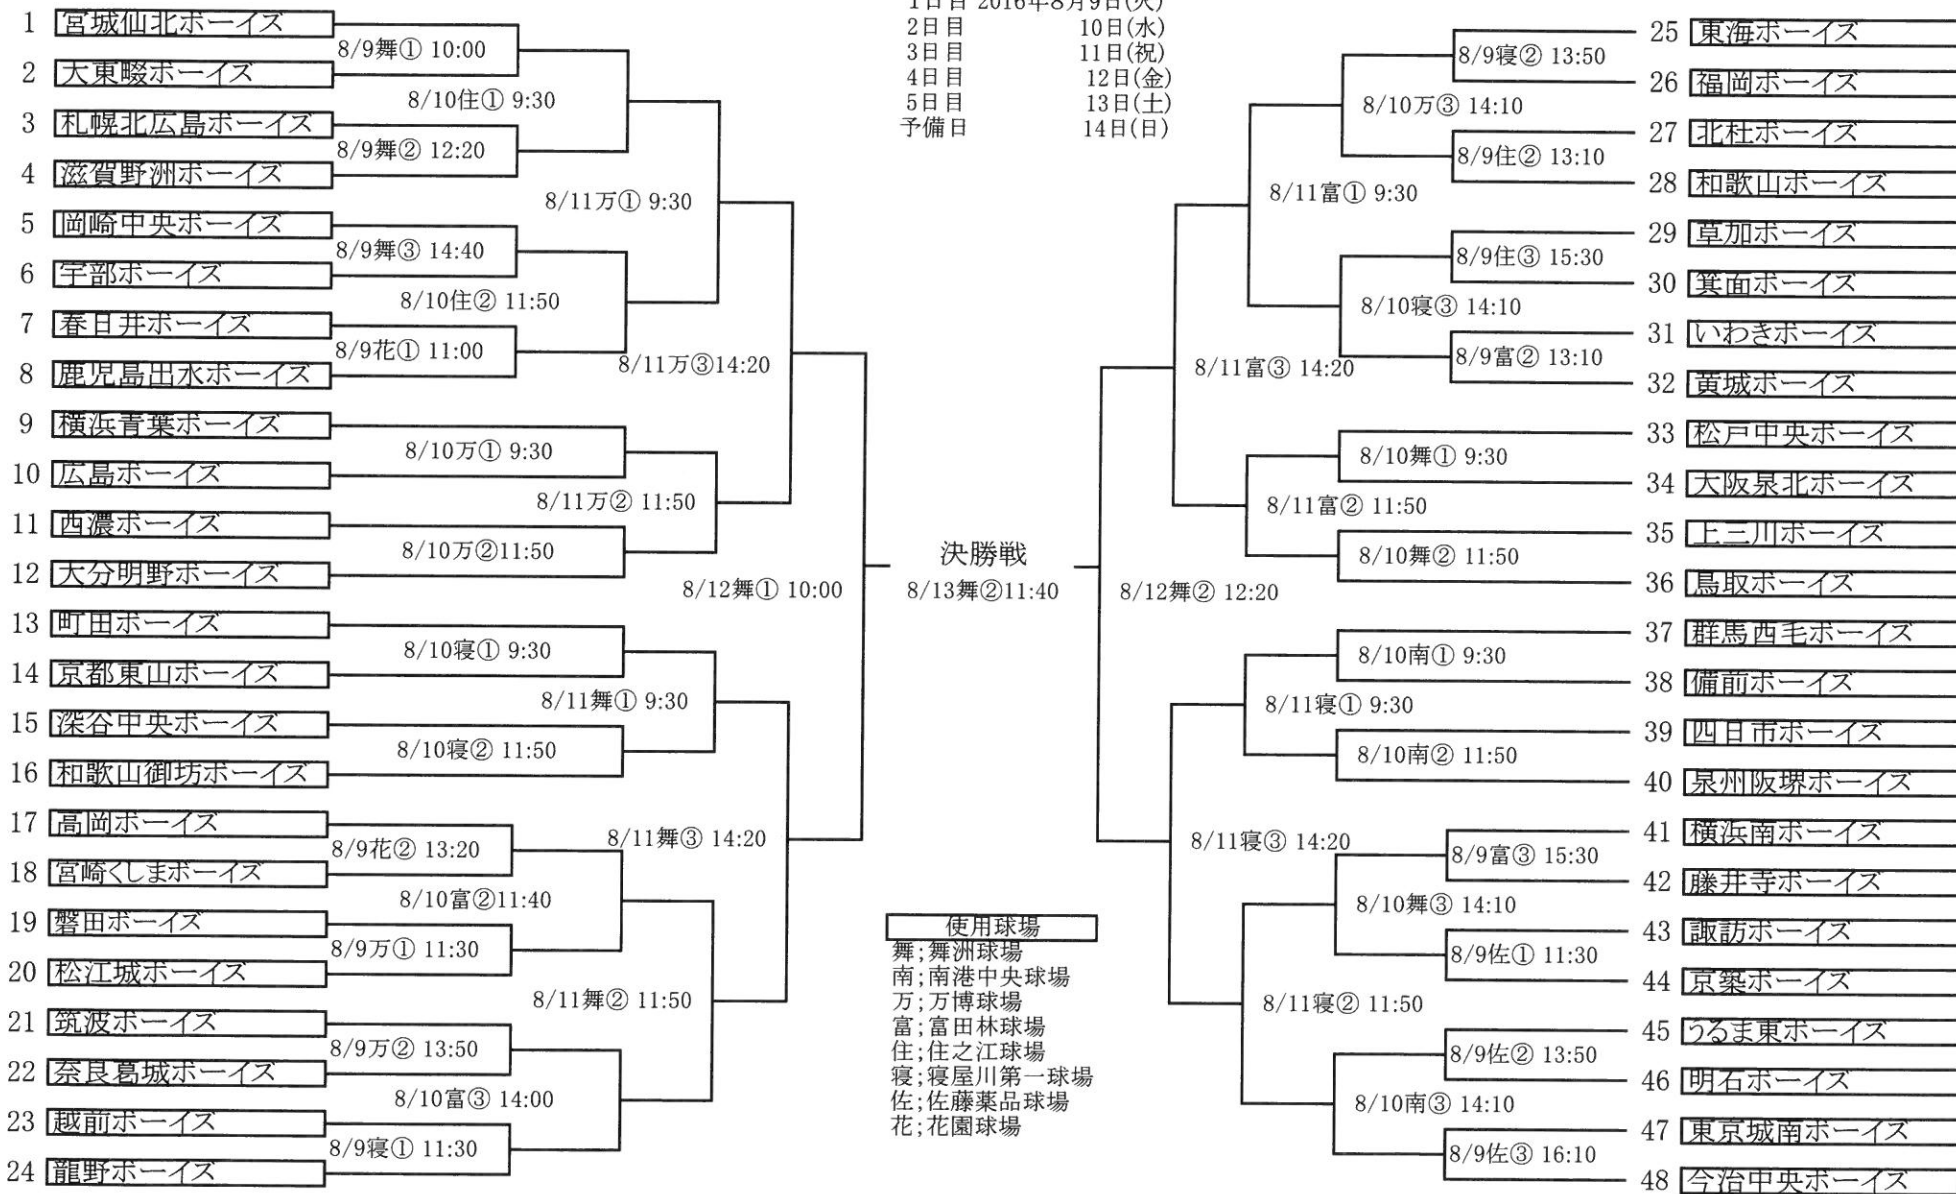 1日目 2016年8月9日(火)
2日目 10日(水)
3日目 11日(祝)
4日目 12日(金)
5日目 13日(土)
予備日 14日(日)
1 宮城仙北ボーイズ
8/9舞① 10:00
2 大東畷ボーイズ
8/10住① 9:30
3 札幌北広島ボーイズ
8/9舞② 12:20
4 滋賀野洲ボーイズ
8/11万① 9:30
5 岡崎中央ボーイズ
8/9舞③ 14:40
6 宇部ボーイズ
8/10住② 11:50
7 春日井ボーイズ
8/9花① 11:00
8 鹿児島出水ボーイズ
8/11万③14:20
9 横浜青葉ボーイズ
8/10万① 9:30
10 広島ボーイズ
8/11万② 11:50
11 西濃ボーイズ
8/10万②11:50
12 大分明野ボーイズ
8/12舞① 10:00
13 町田ボーイズ
8/10寝① 9:30
14 京都東山ボーイズ
8/11舞① 9:30
15 深谷中央ボーイズ
8/10寝② 11:50
16 和歌山御坊ボーイズ
17 高岡ボーイズ
8/9花② 13:20
8/11舞③ 14:20
18 宮崎くしまボーイズ
8/10富②11:40
19 磐田ボーイズ
8/9万① 11:30
20 松江城ボーイズ
8/11舞② 11:50
21 筑波ボーイズ
8/9万② 13:50
22 奈良葛城ボーイズ
8/10富③ 14:00
23 越前ボーイズ
8/9寝① 11:30
24 龍野ボーイズ
決勝戦
8/13舞②11:40
使用球場
舞;舞洲球場
南;南港中央球場
万;万博球場
富;富田林球場
住;住之江球場
寝;寝屋川第一球場
佐;佐藤薬品球場
花;花園球場
25 東海ボーイズ
8/9寝② 13:50
26 福岡ボーイズ
8/10万③ 14:10
27 北杜ボーイズ
8/9住② 13:10
28 和歌山ボーイズ
8/11富① 9:30
29 草加ボーイズ
8/9住③ 15:30
30 箕面ボーイズ
8/10寝③ 14:10
31 いわきボーイズ
8/9富② 13:10
8/11富③ 14:20
32 黄城ボーイズ
33 松戸中央ボーイズ
8/10舞① 9:30
34 大阪泉北ボーイズ
8/11富② 11:50
35 上三川ボーイズ
8/10舞② 11:50
36 鳥取ボーイズ
8/12舞② 12:20
37 群馬西毛ボーイズ
8/10南① 9:30
38 備前ボーイズ
8/11寝① 9:30
39 四日市ボーイズ
8/10南② 11:50
40 泉州阪堺ボーイズ
41 横浜南ボーイズ
8/11寝③ 14:20
8/9富③ 15:30
42 藤井寺ボーイズ
8/10舞③ 14:10
43 諏訪ボーイズ
8/9佐① 11:30
44 京築ボーイズ
8/11寝② 11:50
45 うるま東ボーイズ
8/9佐② 13:50
46 明石ボーイズ
8/10南③ 14:10
47 東京城南ボーイズ
8/9佐③ 16:10
48 今治中央ボーイズ